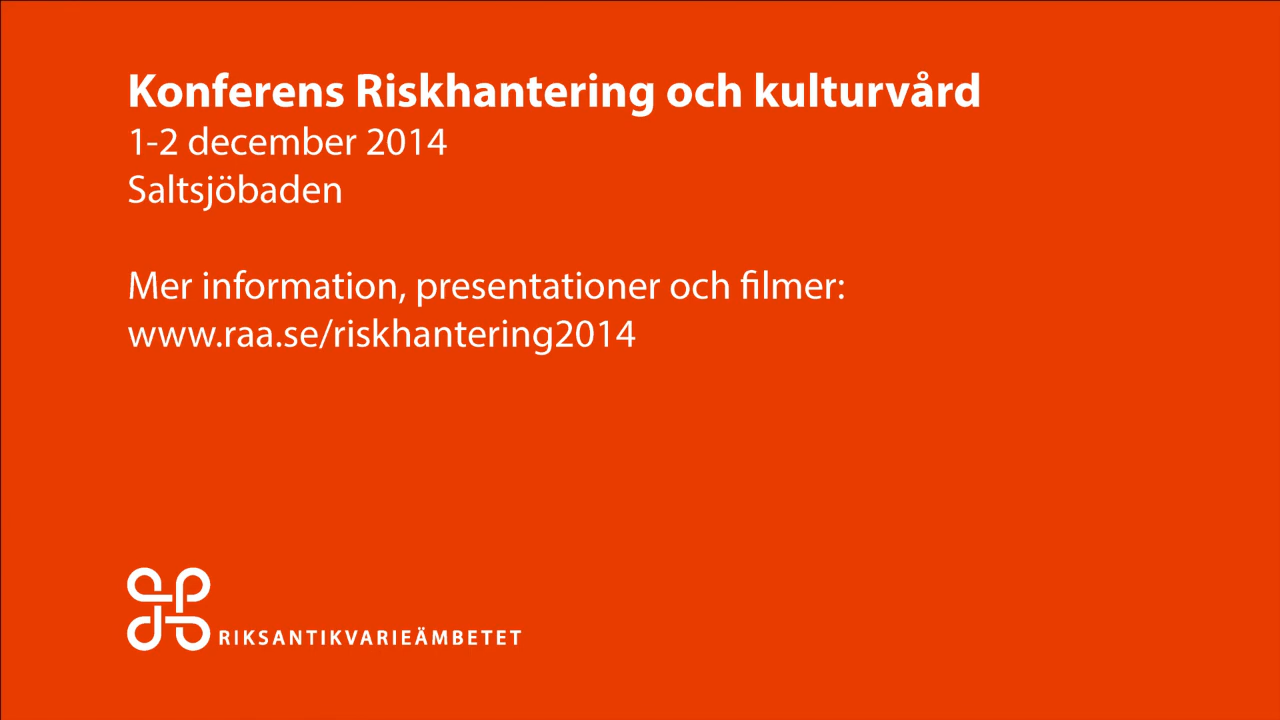 Konferens Riskhantering och kulturvård
1-2 december 2014
Saltsjöbaden
Mer information, presentationer och filmer:
www.raa.se/riskhantering2014
RIKSANTIKVARIEÄMBETET